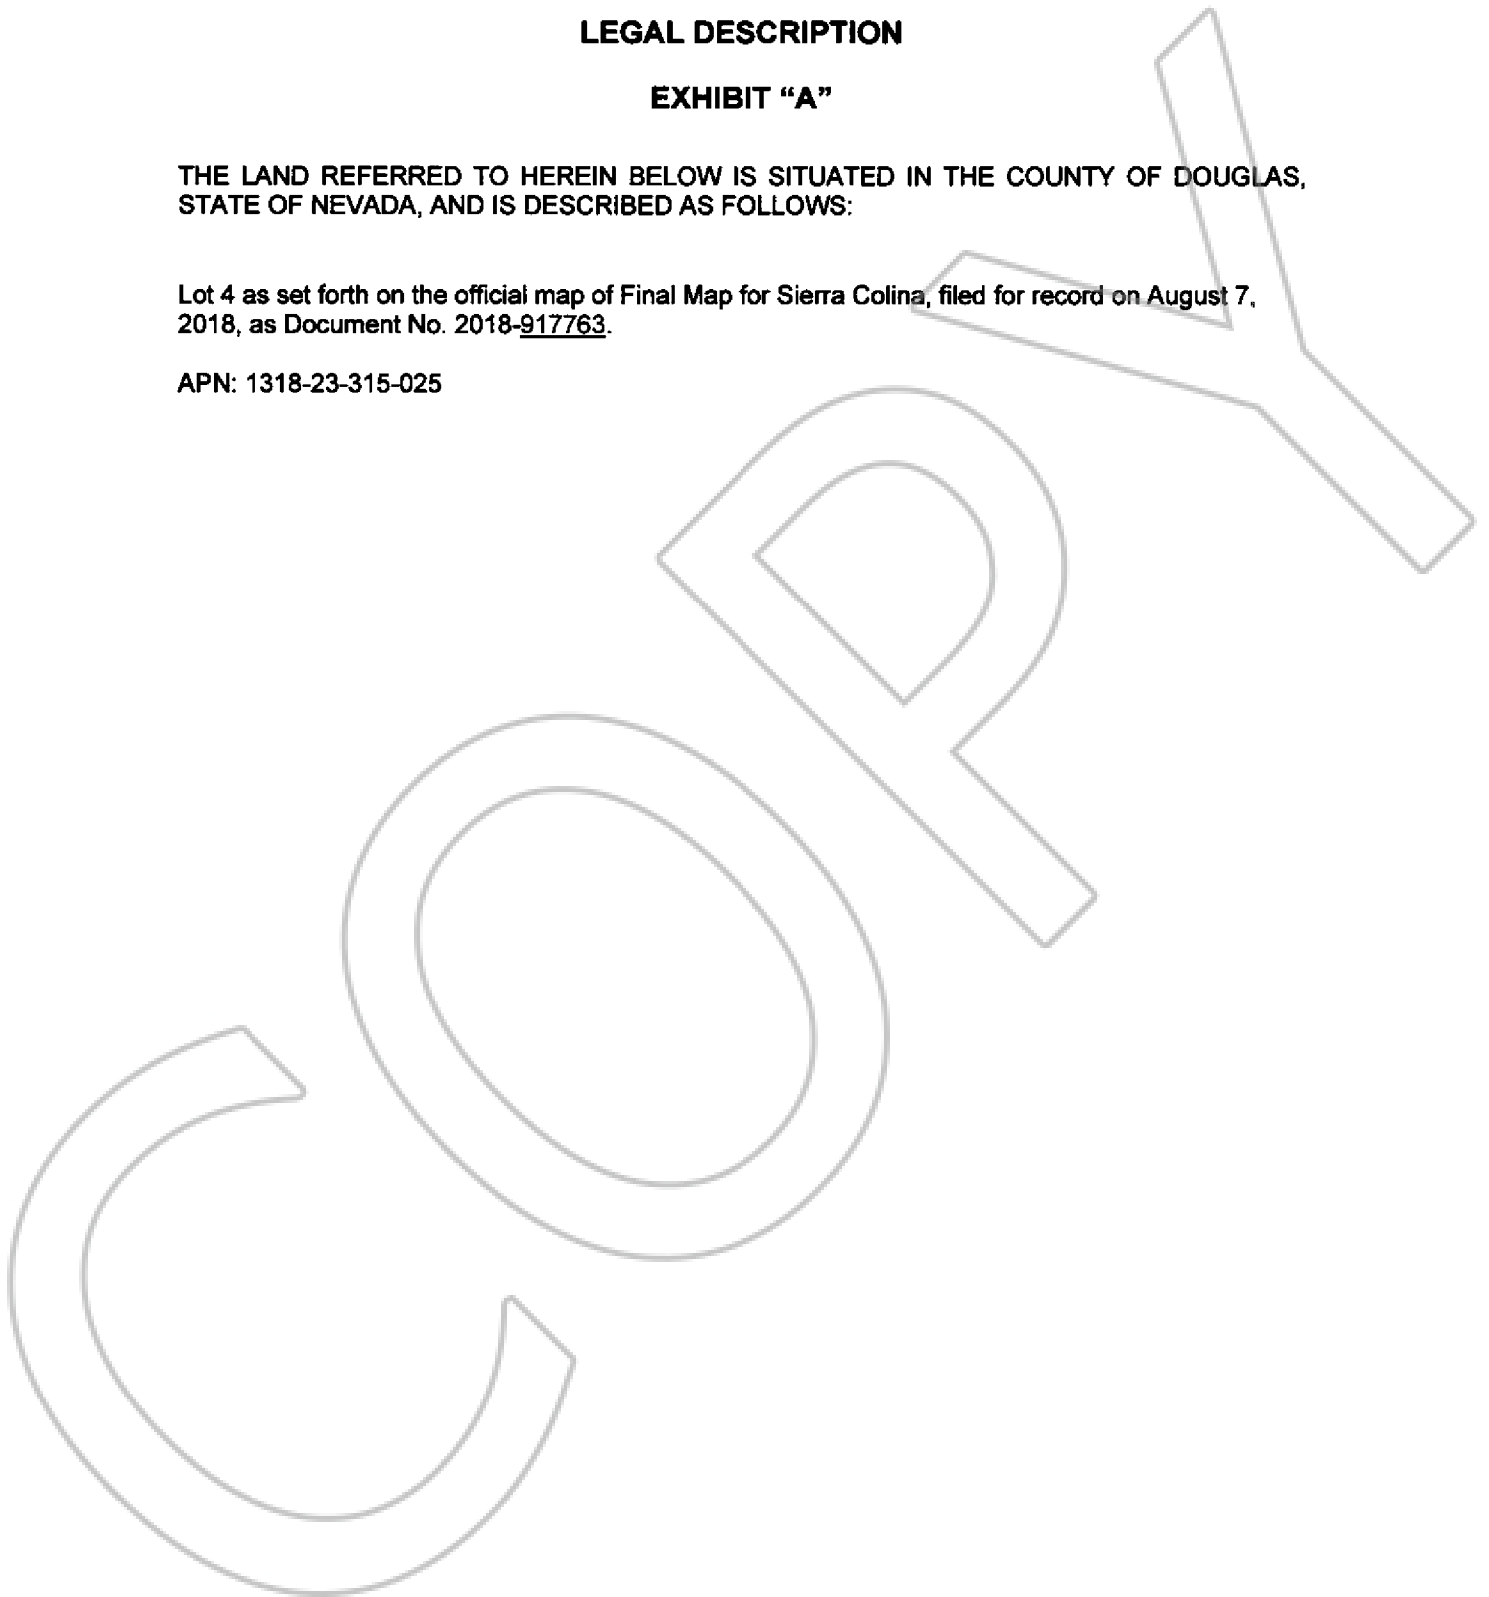 LEGAL DESCRIPTION
EXHIBIT “A”
THE LAND REFERRED TO HEREIN BELOW IS SITUATED IN THE COUNTY OF DOUGLAS,
STATE OF NEVADA, AND IS DESCRIBED AS FOLLOWS:
Lot 4 as set forth on the official map of Final Map for Sierra Colina, filed for record on August 7,
2018, as Document No. 2018-917763.
APN: 1318-23-315-025
COPY